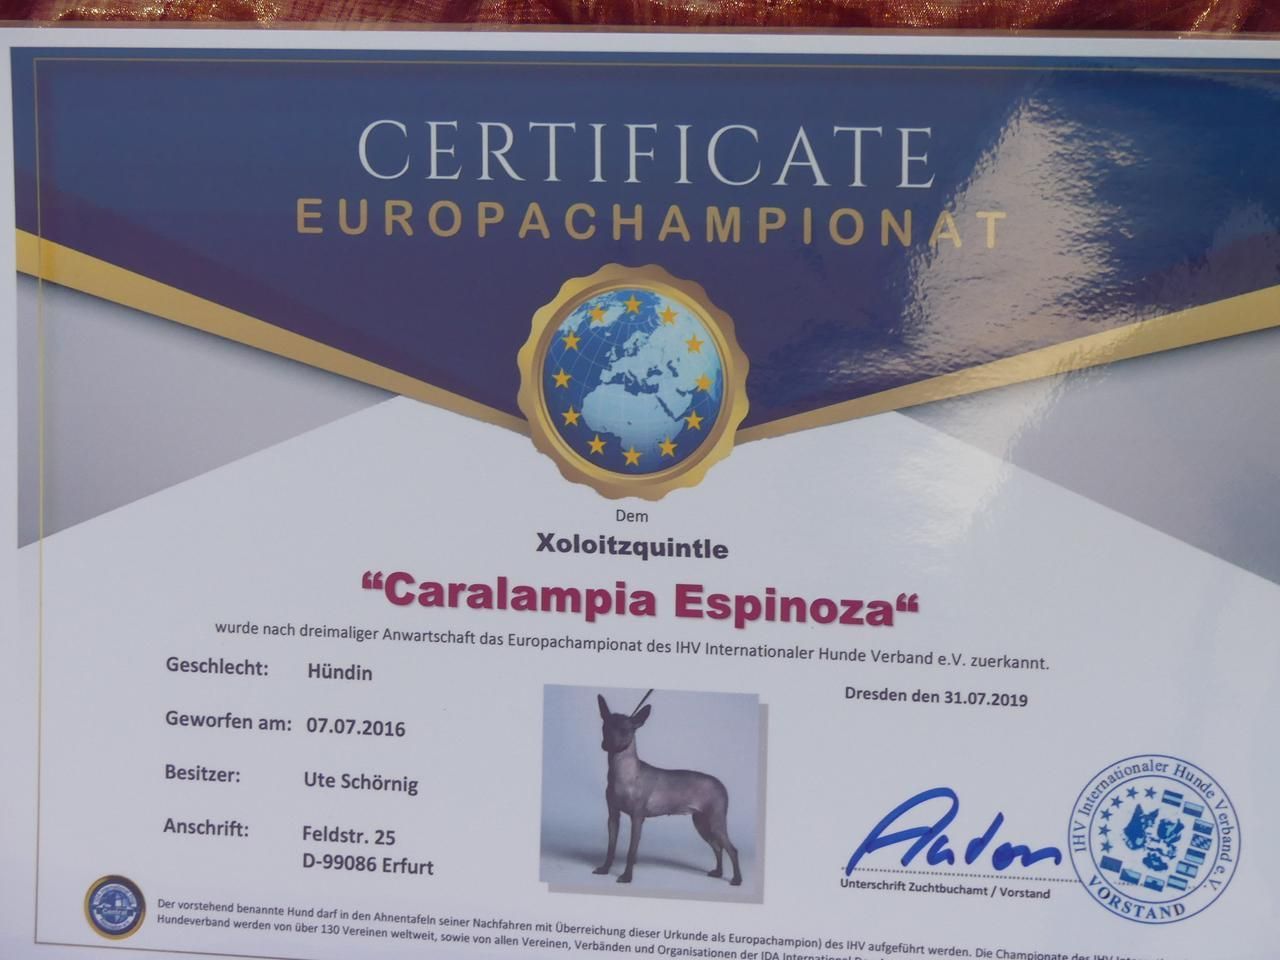 CERTIFICATE
EUROPACHAMPIONAT
Dem
Xoloitzquintle
“Caralampia Espinoza“
wurde nach dreimaliger Anwartschaft das Europachampionat des IHV Internationaler Hunde Verband e.V. zuerkannt.
Geschlecht: Hündin
Geworfen am: 07.07.2016
Besitzer: Ute Schörnig
Anschrift: Feldstr. 25
D-99086 Erfurt
Dresden den 31.07.2019
Unterschrift Zuchtbuchamt / Vorstand
IHV Internationaler Hunde Verband e.V.
VORSTAND
Central
Der vorstehend benannte Hund darf in den Ahnentafeln seiner Nachfahren mit Überreichung dieser Urkunde als Europachampion) des IHV aufgeführt werden. Die Championate des IHV
Hundeverband werden von über 130 Vereinen weltweit, sowie von allen Vereinen, Verbänden und Organisationen der IDA International